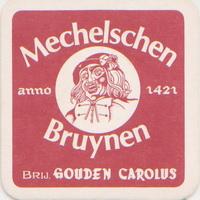 Mechelschen
anno 1421
Bruynen
BRIJ. GOUDEN CAROLUS